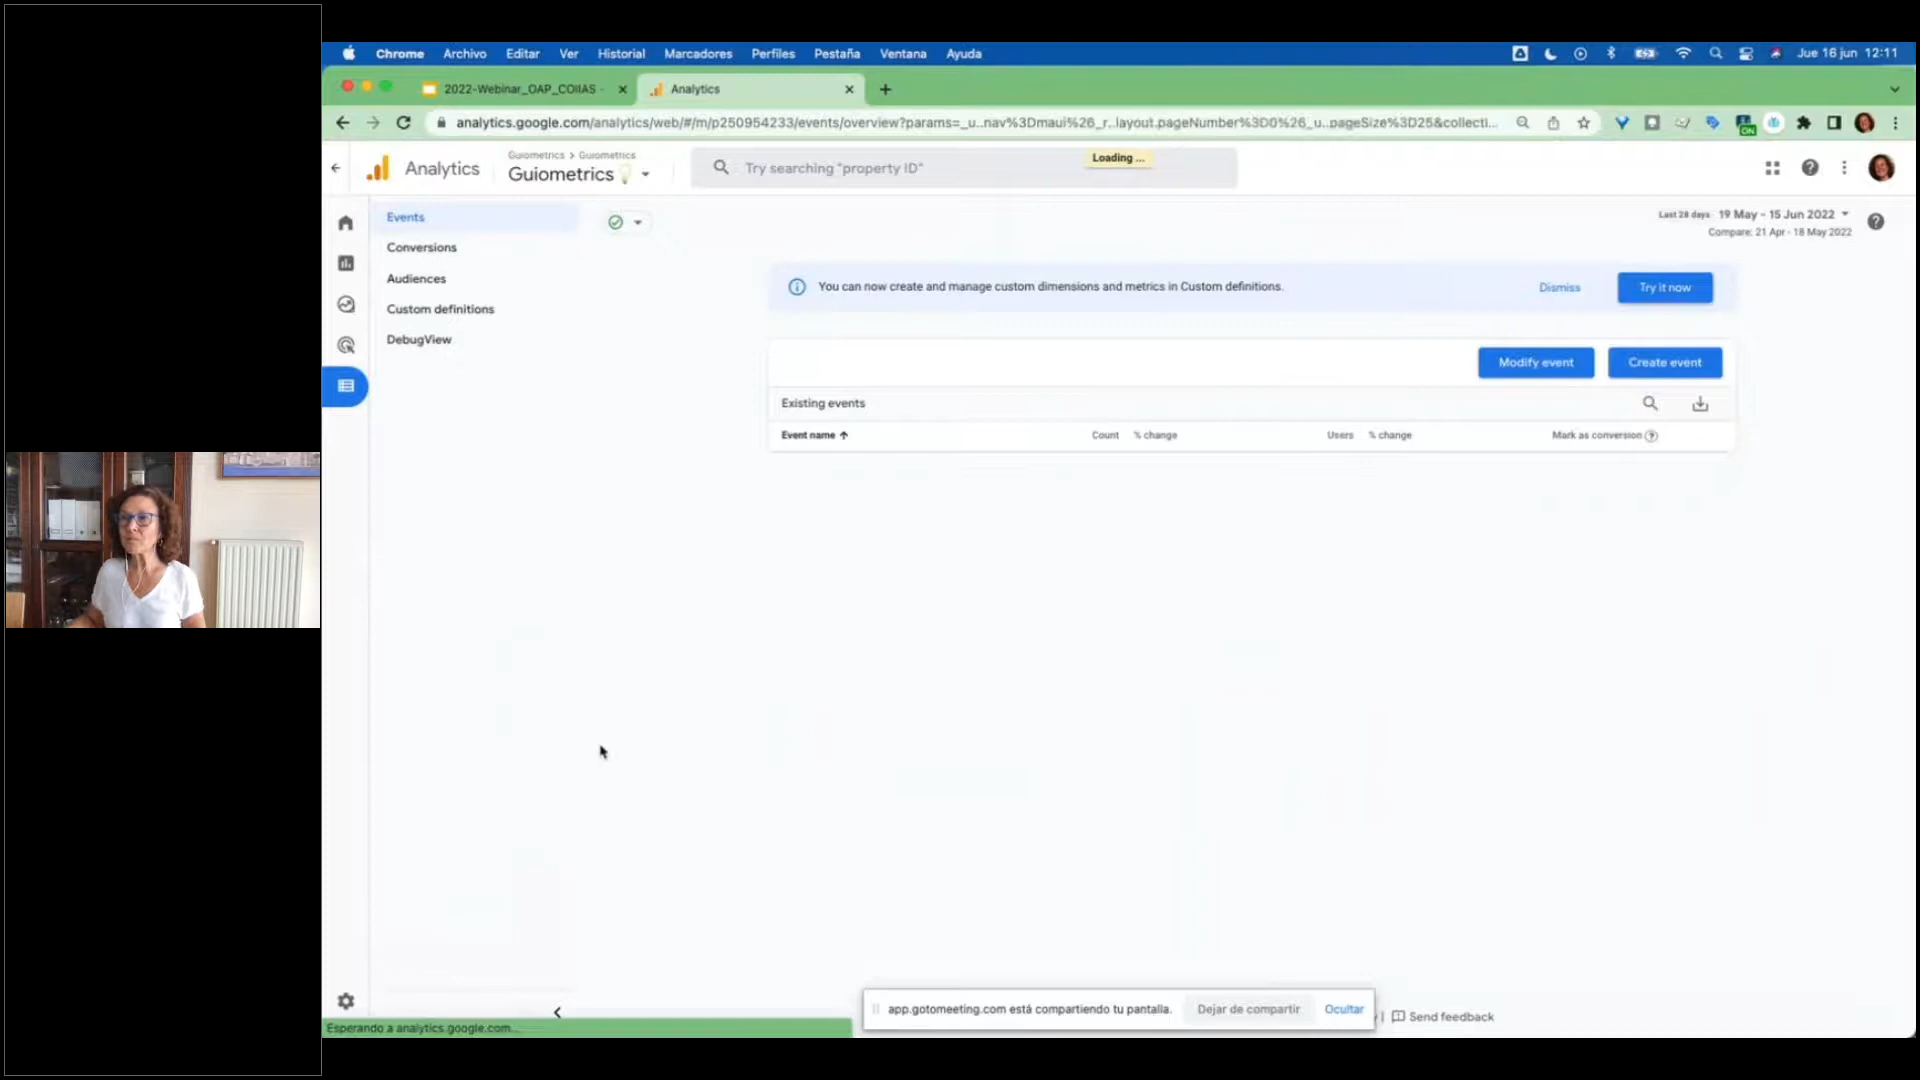 Chrome Archivo Editar Ver Historial Marcadores Perfiles Pestaña Ventana Ayuda Jue 16 jun 12:11
2022-Webinar_OAP_COIIAS - Analytics
analytics.google.com/analytics/web/#/m/p250954233/events/overview?params=_u..nav%3Dmaui%26_r..layout.pageNumber%3D0%26_u..pageSize%3D25&collecti...
ON
Analytics
Guiometrics > Guiometrics
Guiometrics
Try searching "property ID"
Loading ...
Events
Conversions
Audiences
Custom definitions
DebugView
Last 28 days 19 May - 15 Jun 2022
Compare: 21 Apr - 18 May 2022
You can now create and manage custom dimensions and metrics in Custom definitions. Dismiss Try it now
Modify event Create event
Existing events
Event name Count % change Users % change Mark as conversion
app.gotomeeting.com está compartiendo tu pantalla. Dejar de compartir Ocultar
Send feedback
Esperando a analytics.google.com...